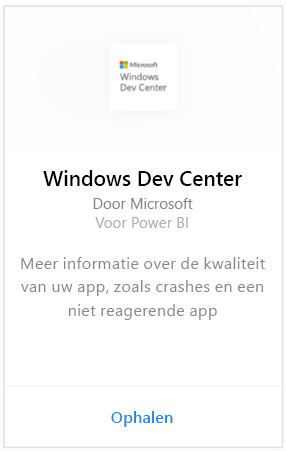 Microsoft
Windows
Dev Center
Windows Dev Center
Door Microsoft
Voor Power BI
Meer informatie over de kwaliteit
van uw app, zoals crashes en een
niet reagerende app
Ophalen